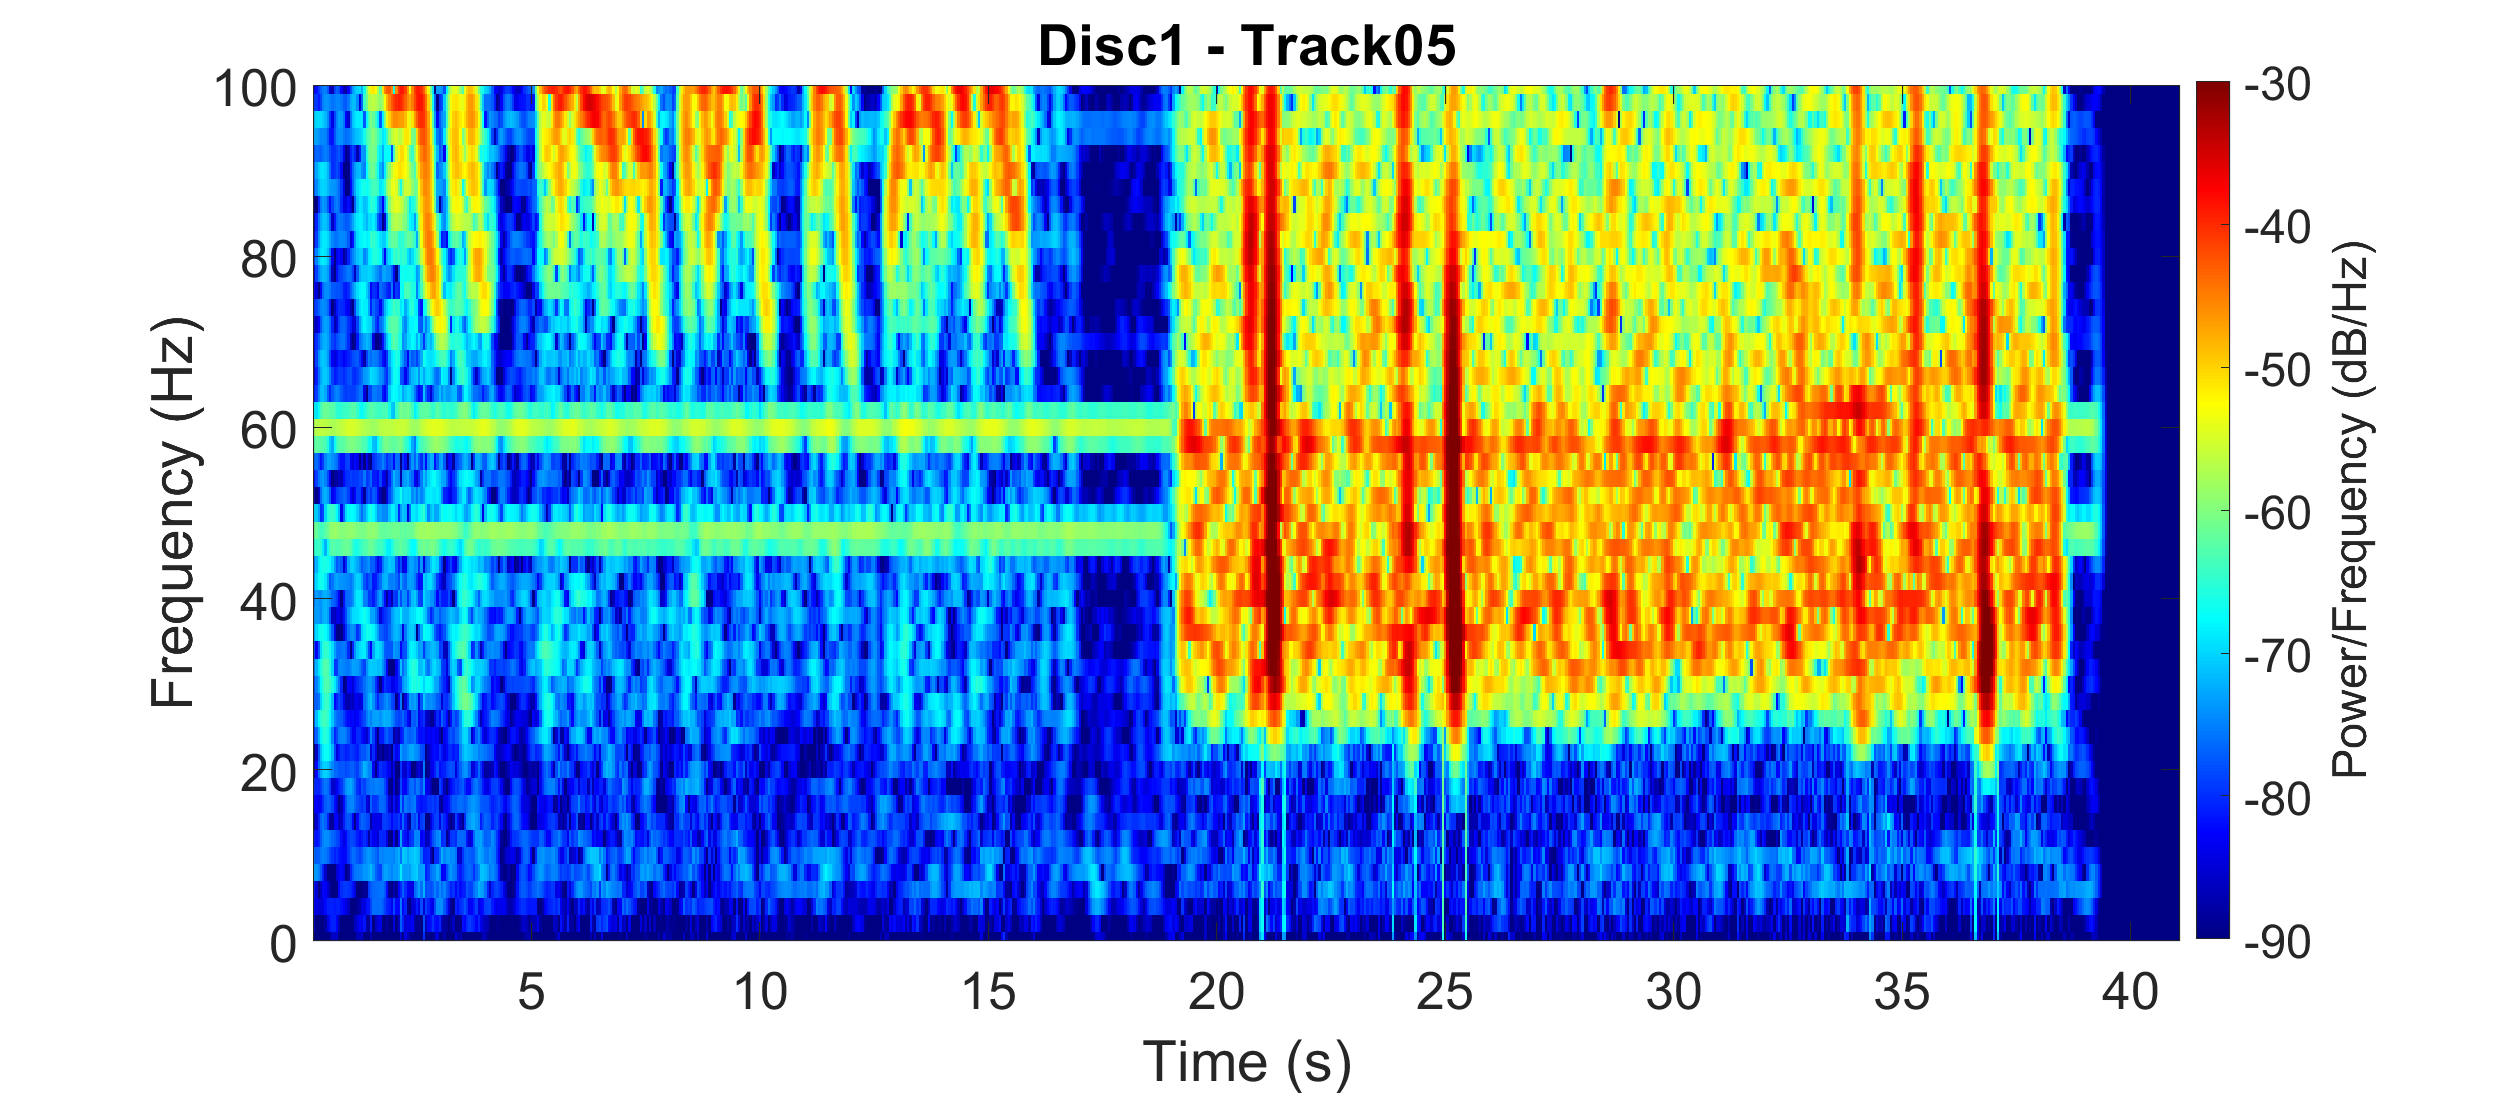 Disc1 - Track05
100
80
60
40
20
0
Frequency (Hz)
5 10 15 20 25 30 35 40
Time (s)
-30
-40
-50
-60
-70
-80
-90
Power/Frequency (dB/Hz)